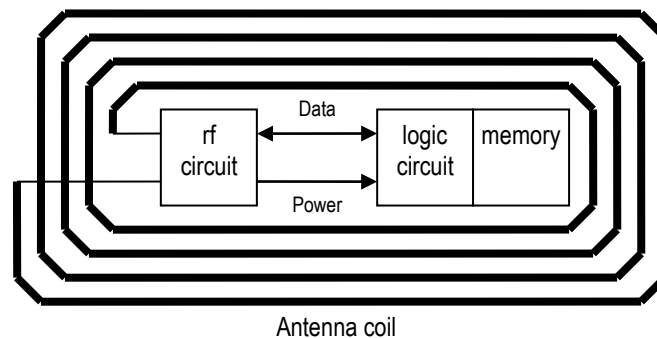 Data
rf
circuit
logic
circuit
memory
Power
Antenna coil